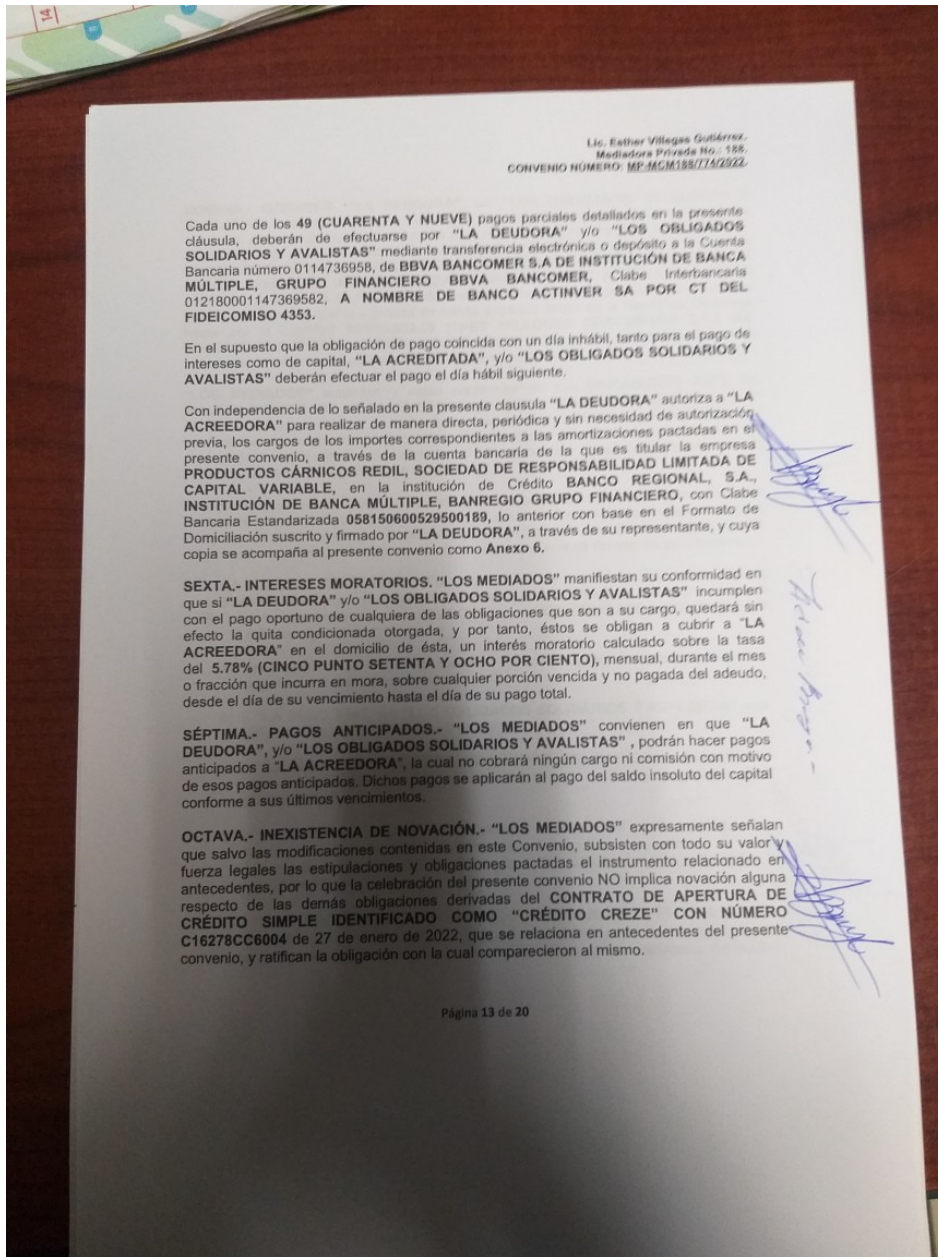 14
Lic. Esther Villegas Gutiérrez.
Mediadora Privada No.: 188.
CONVENIO NÚMERO: MP-MCM188/774/2022
Cada uno de los 49 (CUARENTA Y NUEVE) pagos parciales detallados en la presente
cláusula, deberán de efectuarse por “LA DEUDORA” y/o “LOS OBLIGADOS
SOLIDARIOS Y AVALISTAS” mediante transferencia electrónica o depósito a la Cuenta
Bancaria número 0114736958, de BBVA BANCOMER S.A DE INSTITUCIÓN DE BANCA
MÚLTIPLE, GRUPO FINANCIERO BBVA BANCOMER, Clabe Interbancaria
012180001147369582, A NOMBRE DE BANCO ACTINVER SA POR CT DEL
FIDEICOMISO 4353.
En el supuesto que la obligación de pago coincida con un día inhábil, tanto para el pago de
intereses como de capital, “LA ACREDITADA”, y/o “LOS OBLIGADOS SOLIDARIOS Y
AVALISTAS” deberán efectuar el pago el día hábil siguiente.
Con independencia de lo señalado en la presente clausula “LA DEUDORA” autoriza a “LA
ACREEDORA” para realizar de manera directa, periódica y sin necesidad de autorización
previa, los cargos de los importes correspondientes a las amortizaciones pactadas en el
presente convenio, a través de la cuenta bancaria de la que es titular la empresa
PRODUCTOS CÁRNICOS REDIL, SOCIEDAD DE RESPONSABILIDAD LIMITADA DE
CAPITAL VARIABLE, en la institución de Crédito BANCO REGIONAL, S.A.,
INSTITUCIÓN DE BANCA MÚLTIPLE, BANREGIO GRUPO FINANCIERO, con Clabe
Bancaria Estandarizada 058150600529500189, lo anterior con base en el Formato de
Domiciliación suscrito y firmado por “LA DEUDORA”, a través de su representante, y cuya
copia se acompaña al presente convenio como Anexo 6.
SEXTA.- INTERESES MORATORIOS. “LOS MEDIADOS” manifiestan su conformidad en
que si “LA DEUDORA” y/o “LOS OBLIGADOS SOLIDARIOS Y AVALISTAS” incumplen
con el pago oportuno de cualquiera de las obligaciones que son a su cargo, quedará sin
efecto la quita condicionada otorgada, y por tanto, éstos se obligan a cubrir a “LA
ACREEDORA” en el domicilio de ésta, un interés moratorio calculado sobre la tasa
del 5.78% (CINCO PUNTO SETENTA Y OCHO POR CIENTO), mensual, durante el mes
o fracción que incurra en mora, sobre cualquier porción vencida y no pagada del adeudo,
desde el día de su vencimiento hasta el día de su pago total.
SÉPTIMA.- PAGOS ANTICIPADOS.- “LOS MEDIADOS” convienen en que “LA
DEUDORA”, y/o “LOS OBLIGADOS SOLIDARIOS Y AVALISTAS” , podrán hacer pagos
anticipados a “LA ACREEDORA”, la cual no cobrará ningún cargo ni comisión con motivo
de esos pagos anticipados. Dichos pagos se aplicarán al pago del saldo insoluto del capital
conforme a sus últimos vencimientos.
OCTAVA.- INEXISTENCIA DE NOVACIÓN.- “LOS MEDIADOS” expresamente señalan
que salvo las modificaciones contenidas en este Convenio, subsisten con todo su valor y
fuerza legales las estipulaciones y obligaciones pactadas el instrumento relacionado en
antecedentes, por lo que la celebración del presente convenio NO implica novación alguna
respecto de las demás obligaciones derivadas del CONTRATO DE APERTURA DE
CRÉDITO SIMPLE IDENTIFICADO COMO “CRÉDITO CREZE” CON NÚMERO
C16278CC6004 de 27 de enero de 2022, que se relaciona en antecedentes del presente
convenio, y ratifican la obligación con la cual comparecieron al mismo.
Página 13 de 20